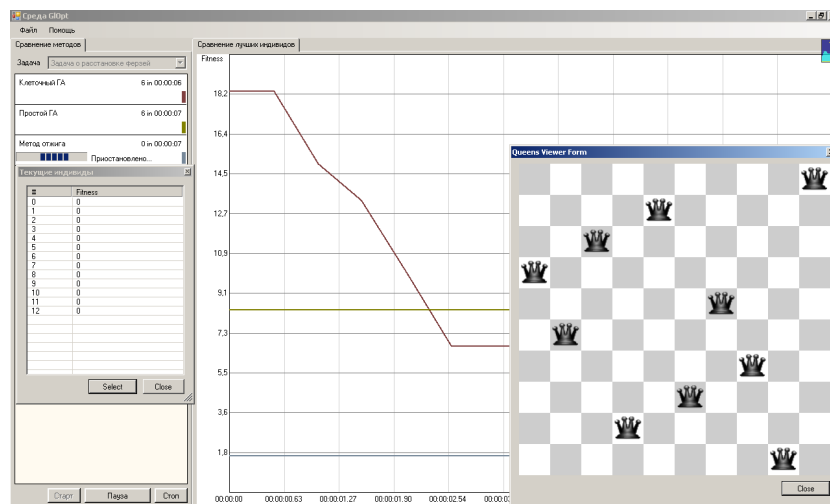 Среда GlOpt
Файл Помощь
Сравнение методов
Сравнение лучших индивидов
Задача Задача о расстановке ферзей
Fitness
Клеточный ГА 6 in 00:00:06
Простой ГА 6 in 00:00:07
Метод отжига 0 in 00:00:07
Приостановлено...
Текущие индивиды
# Fitness
0 0
1 0
2 0
3 0
4 0
5 0
6 0
7 0
8 0
9 0
10 0
11 0
12 0
Select Close
Старт Пауза Стоп
18,2
16,4
14,5
12,7
10,9
9,1
7,3
5,5
3,6
1,8
00:00:00 00:00:00.63 00:00:01.27 00:00:01.90 00:00:02.54
Queens Viewer Form
Close